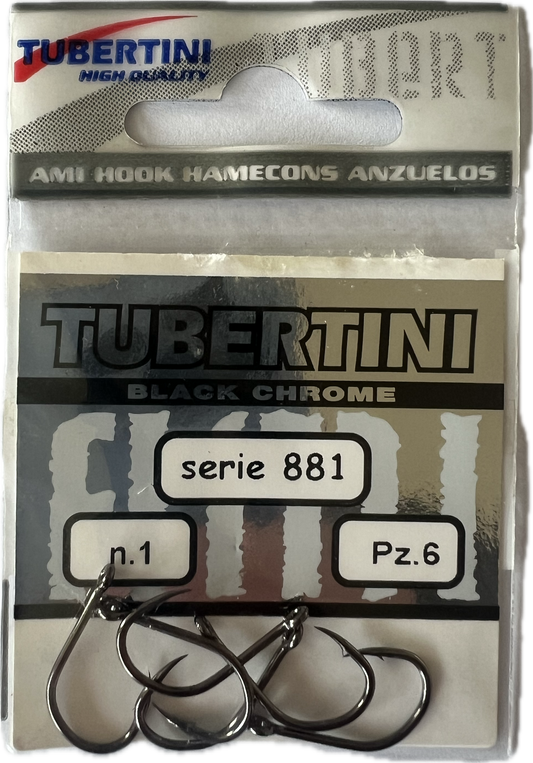 TUBERTINI
HIGH QUALITY
AMI HOOK HAMECONS ANZUELOS
TUBERTINI
BLACK CHROME
serie 881
n.1
Pz.6